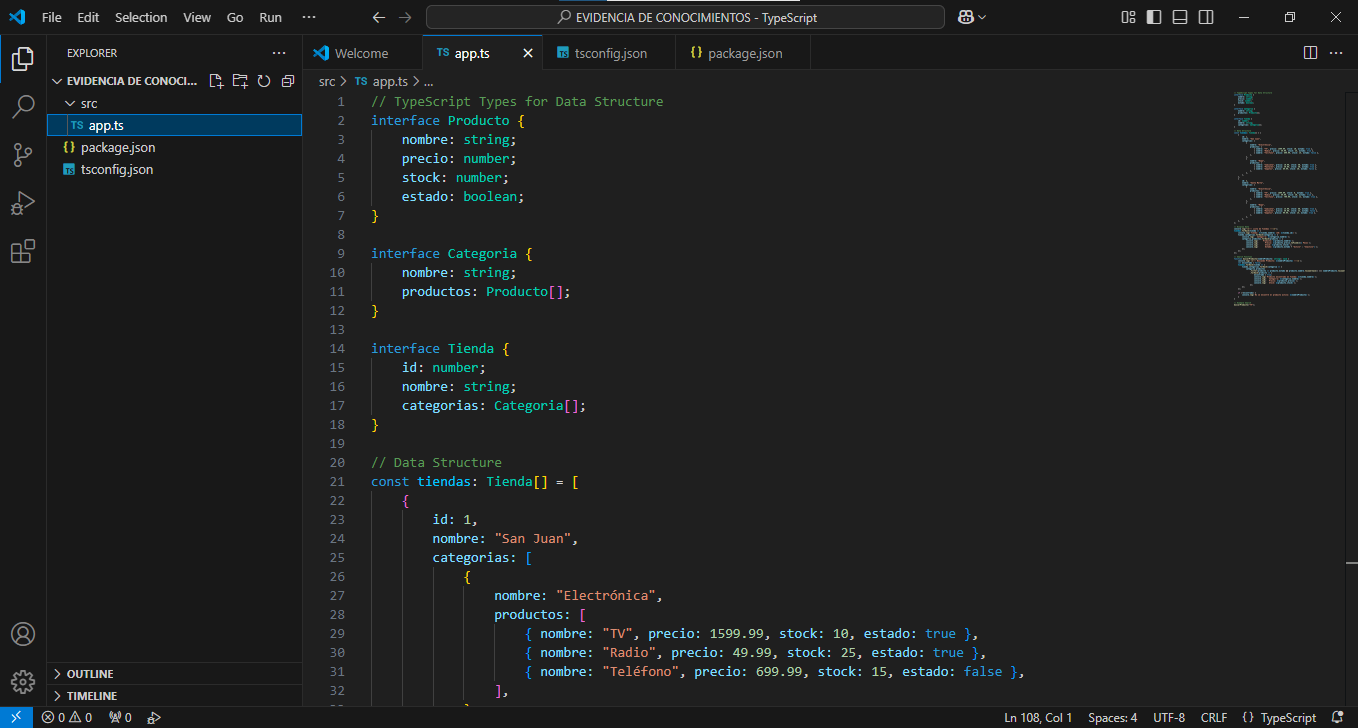 File Edit Selection View Go Run ···
EVIDENCIA DE CONOCIMIENTOS - TypeScript
EXPLORER ···
EVIDENCIA DE CONOCI...
src
TS app.ts
{} package.json
TS tsconfig.json
OUTLINE
TIMELINE
Welcome
TS app.ts
TS tsconfig.json
{} package.json
···
src > TS app.ts > ...
1 // TypeScript Types for Data Structure
2 interface Producto {
3 nombre: string;
4 precio: number;
5 stock: number;
6 estado: boolean;
7 }
8
9 interface Categoria {
10 nombre: string;
11 productos: Producto[];
12 }
13
14 interface Tienda {
15 id: number;
16 nombre: string;
17 categorias: Categoria[];
18 }
19
20 // Data Structure
21 const tiendas: Tienda[] = [
22 {
23 id: 1,
24 nombre: "San Juan",
25 categorias: [
26 {
27 nombre: "Electrónica",
28 productos: [
29 { nombre: "TV", precio: 1599.99, stock: 10, estado: true },
30 { nombre: "Radio", precio: 49.99, stock: 25, estado: true },
31 { nombre: "Teléfono", precio: 699.99, stock: 15, estado: false },
32 ],
0 0 0
Ln 108, Col 1 Spaces: 4 UTF-8 CRLF {} TypeScript